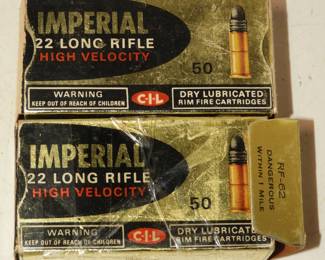 IMPERIAL
22 LONG RIFLE
HIGH VELOCITY
50
WARNING
KEEP OUT OF REACH OF CHILDREN
C-I-L
DRY LUBRICATED
RIM FIRE CARTRIDGES
IMPERIAL
22 LONG RIFLE
HIGH VELOCITY
50
WARNING
KEEP OUT OF REACH OF CHILDREN
C-I-L
DRY LUBRICATED
RIM FIRE CARTRIDGES
RF-62
DANGEROUS
WITHIN 1 MILE